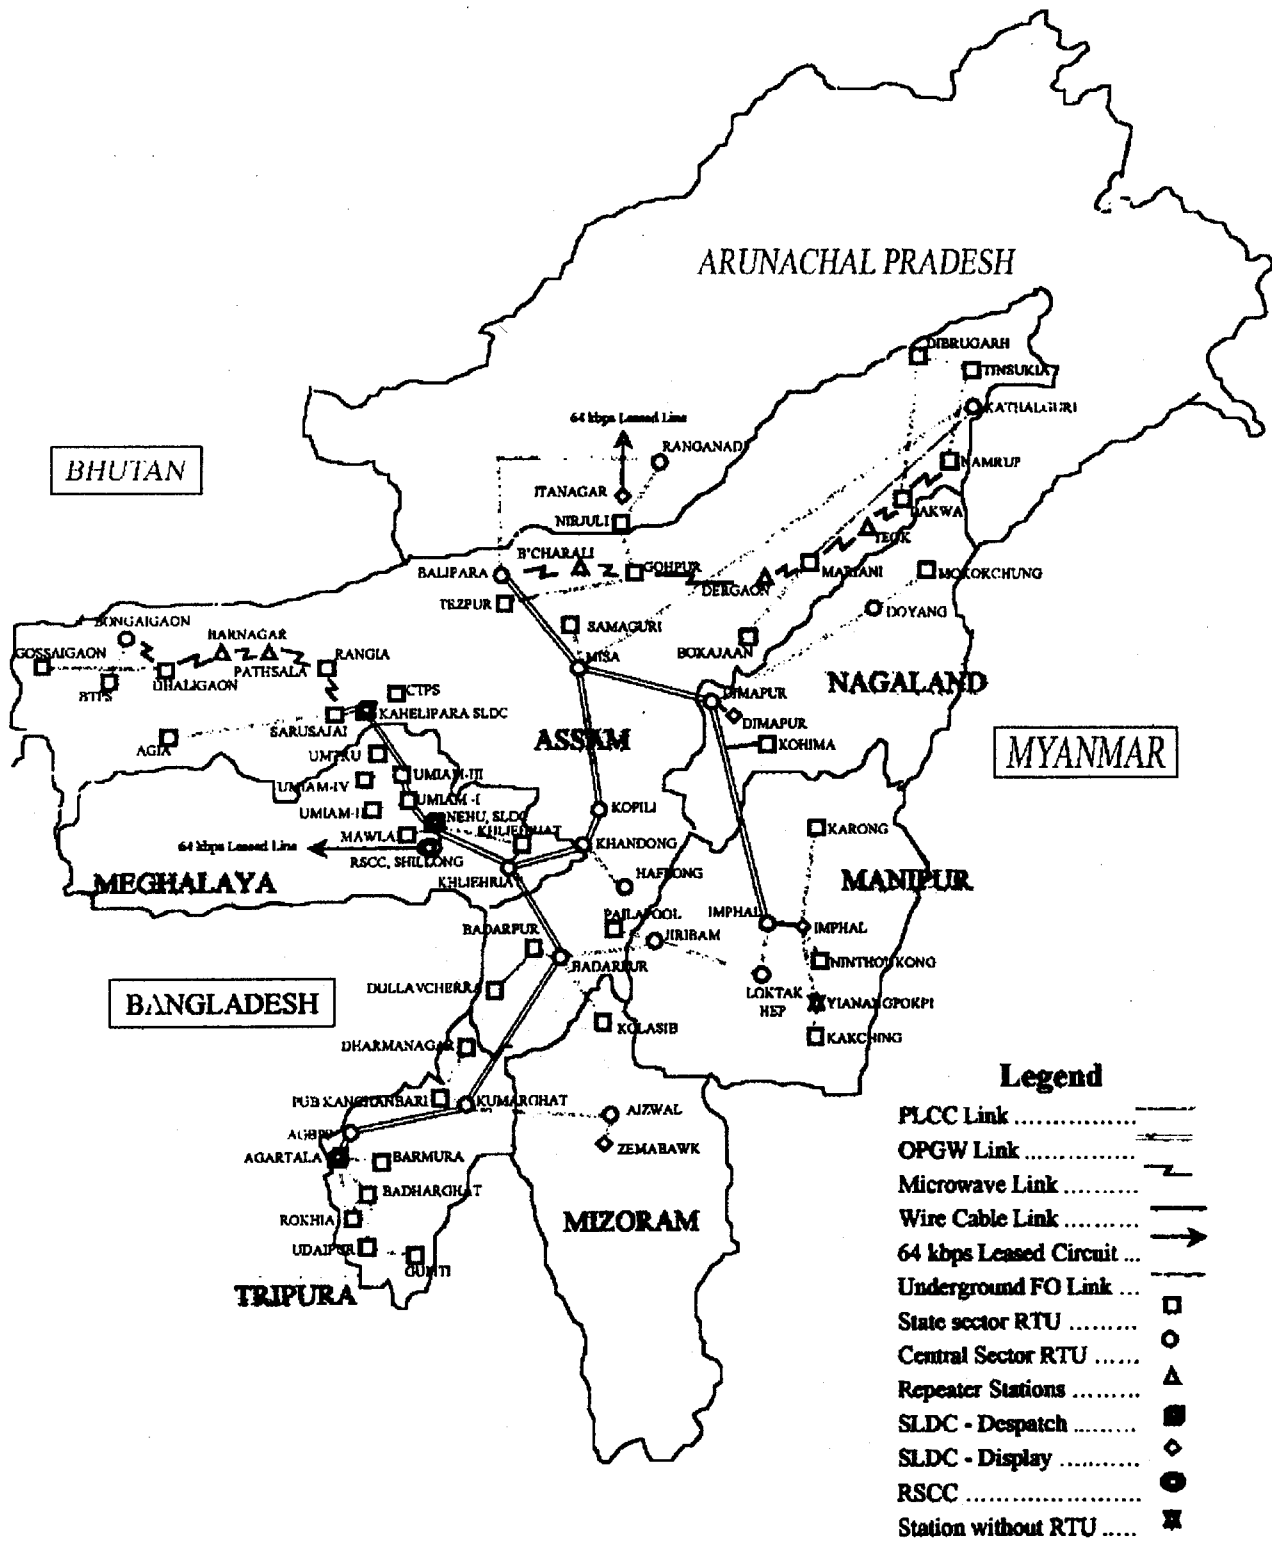 ARUNACHAL PRADESH
DIBRUGARH
TINSUKIA
KATHALGURI
64 kbps Leased Line
RANGANADI
BHUTAN
NAMRUP
ITANAGAR
LAKWA
NIRJULI
TEOK
B'CHARALI
BALIPARA
GOHPUR
MARIANI
MOKOKCHUNG
DERGAON
TEZPUR
DOYANG
BONGAIGAON
SAMAGURI
HARNAGAR
GOSSAIGAON
RANGIA
BOKAJAAN
MISA
PATHSALA
DHALIGAON
BTPS
NAGALAND
CTPS
DIMAPUR
KAHELIPARA SLDC
DIMAPUR
SARUSAJAI
ASSAM
KOHIMA
AGIA
MYANMAR
UMTRU
UMIAM-III
UMIAM-IV
UMIAM-I
KOPILI
UMIAM-II
NEHU, SLDC
KARONG
KHLIEHRIAT
MAWLAI
64 kbps Leased Line
KHANDONG
RSCC, SHILLONG
HAFLONG
MEGHALAYA
KHLIEHRIAT
MANIPUR
PAILAPOOL
IMPHAL
BADARPUR
IMPHAL
JIRIBAM
BADARPUR
NINTHOUKONG
DULLAVCHERRA
LOKTAK
HEP
BANGLADESH
YIANANGPOKPI
KOLASIB
KAKCHING
DHARMANAGAR
Legend
PUB KANCHANBARI
KUMARGHAT
AIZWAL
PLCC Link ................
AGBPP
ZEMABAWK
OPGW Link ..............
AGARTALA
BARMURA
Microwave Link ..........
BADHARGHAT
ROKHIA
MIZORAM
Wire Cable Link ..........
UDAIPUR
64 kbps Leased Circuit ...
GUMTI
TRIPURA
Underground FO Link ...
State sector RTU .........
Central Sector RTU ......
Repeater Stations .........
SLDC - Despatch .........
SLDC - Display ...........
RSCC .......................
Station without RTU .....